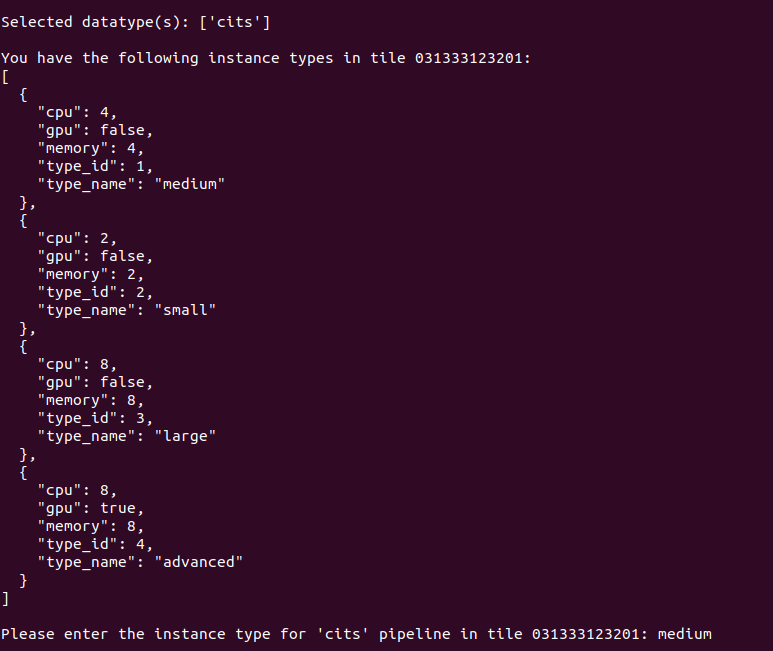 Selected datatype(s): ['cits']
You have the following instance types in tile 031333123201:
[
  {
    "cpu": 4,
    "gpu": false,
    "memory": 4,
    "type_id": 1,
    "type_name": "medium"
  },
  {
    "cpu": 2,
    "gpu": false,
    "memory": 2,
    "type_id": 2,
    "type_name": "small"
  },
  {
    "cpu": 8,
    "gpu": false,
    "memory": 8,
    "type_id": 3,
    "type_name": "large"
  },
  {
    "cpu": 8,
    "gpu": true,
    "memory": 8,
    "type_id": 4,
    "type_name": "advanced"
  }
]
Please enter the instance type for 'cits' pipeline in tile 031333123201: medium